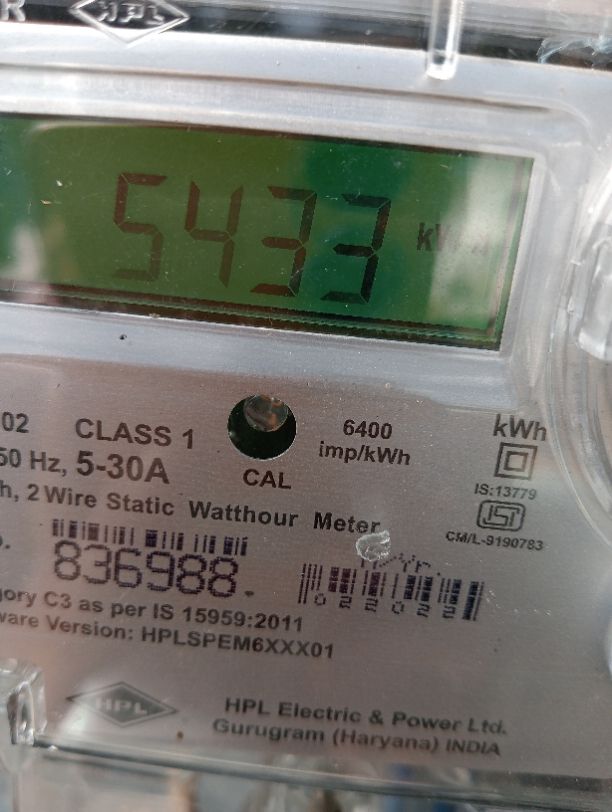 HPL
5433 kWh
02 CLASS 1
6400
imp/kWh
kWh
50 Hz, 5-30A
CAL
IS:13779
h, 2 Wire Static Watthour Meter
CM/L-9190783
836988.
gory C3 as per IS 15959:2011
ware Version: HPLSPEM6XXX01
HPL
HPL Electric & Power Ltd.
Gurugram (Haryana) INDIA